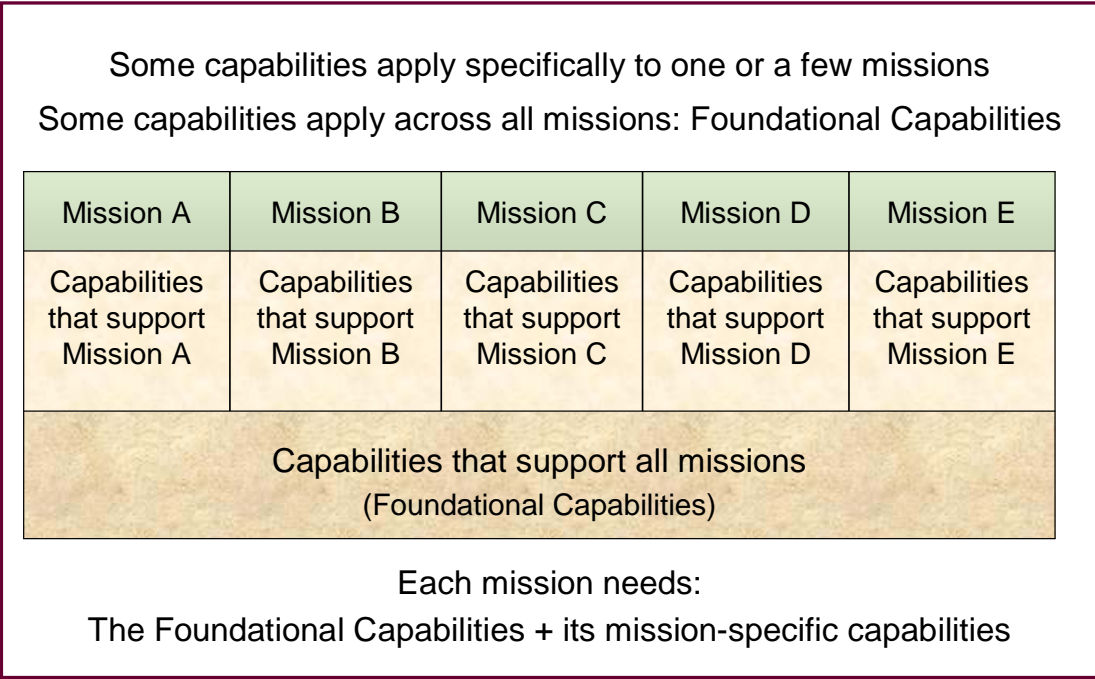 Some capabilities apply specifically to one or a few missions
Some capabilities apply across all missions: Foundational Capabilities
Mission A
Mission B
Mission C
Mission D
Mission E
Capabilities
that support
Mission A
Capabilities
that support
Mission B
Capabilities
that support
Mission C
Capabilities
that support
Mission D
Capabilities
that support
Mission E
Capabilities that support all missions
(Foundational Capabilities)
Each mission needs:
The Foundational Capabilities + its mission-specific capabilities